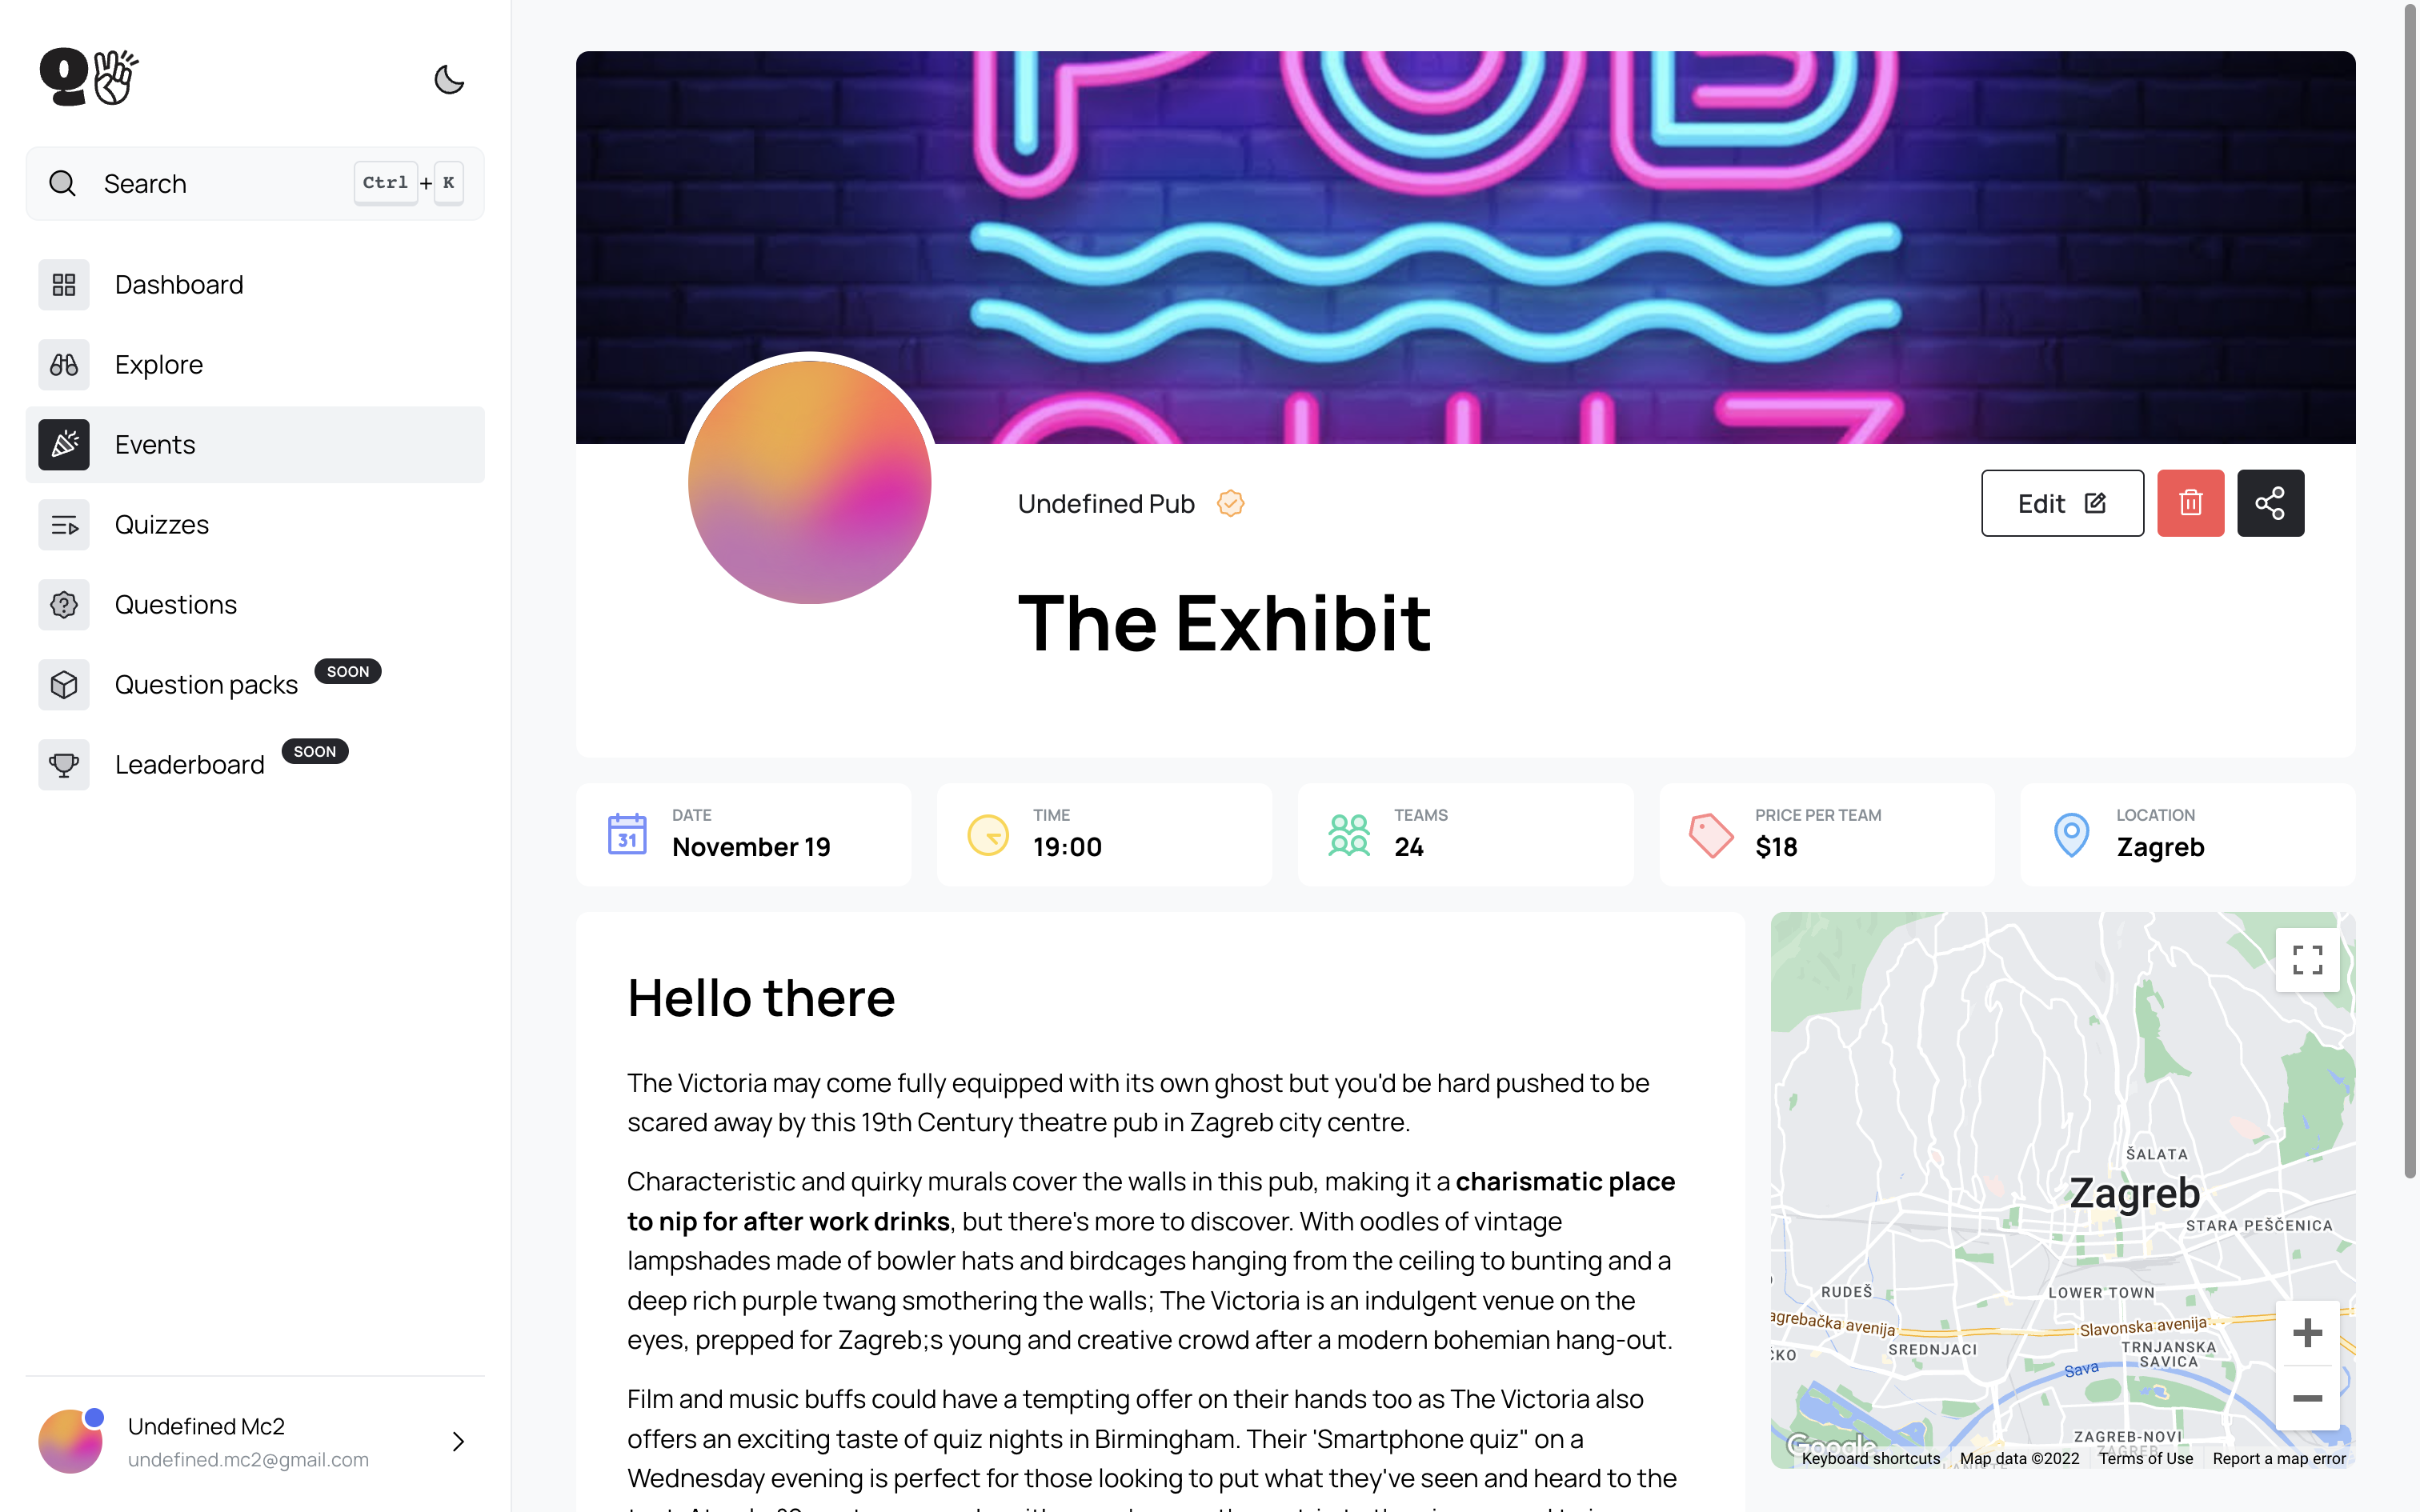 Search
Ctrl + K
Dashboard
Explore
Events
Quizzes
Questions
Question packs SOON
Leaderboard SOON
Undefined Mc2
undefined.mc2@gmail.com
PUB
Undefined Pub
Edit
The Exhibit
DATE
November 19
31
TIME
19:00
TEAMS
24
PRICE PER TEAM
$18
LOCATION
Zagreb
Hello there
The Victoria may come fully equipped with its own ghost but you'd be hard pushed to be
scared away by this 19th Century theatre pub in Zagreb city centre.
Characteristic and quirky murals cover the walls in this pub, making it a charismatic place
to nip for after work drinks, but there's more to discover. With oodles of vintage
lampshades made of bowler hats and birdcages hanging from the ceiling to bunting and a
deep rich purple twang smothering the walls; The Victoria is an indulgent venue on the
eyes, prepped for Zagreb;s young and creative crowd after a modern bohemian hang-out.
Film and music buffs could have a tempting offer on their hands too as The Victoria also
offers an exciting taste of quiz nights in Birmingham. Their 'Smartphone quiz" on a
Wednesday evening is perfect for those looking to put what they've seen and heard to the
ŠALATA
Zagreb
STARA PEŠČENICA
RUDEŠ
LOWER TOWN
agrebačka avenija
Slavonska avenija
SREDNJACI
TRNJANSKA
SAVICA
Sava
ZAGREB-NOVI
ZAGREB
Google
Keyboard shortcuts Map data ©2022 Terms of Use Report a map error